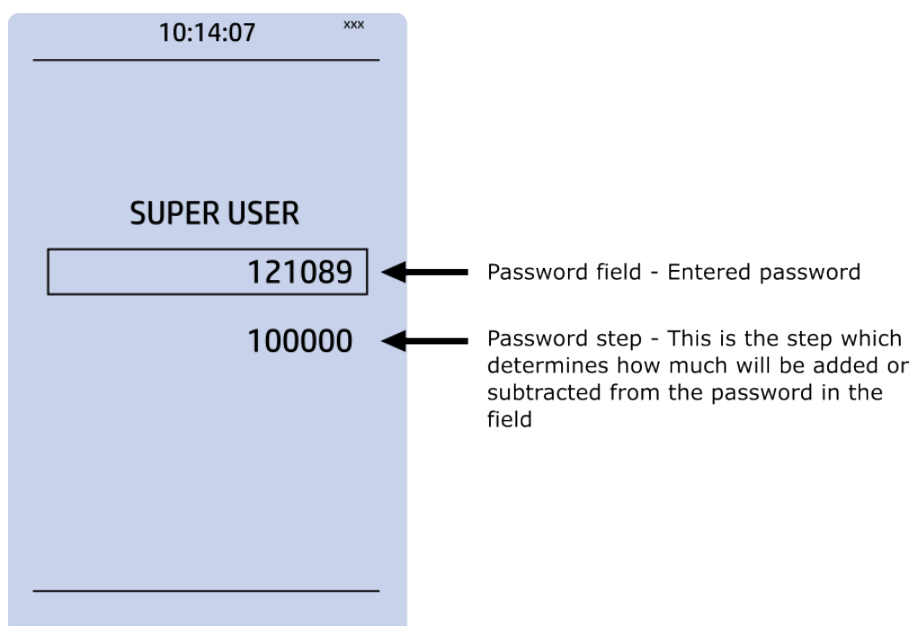 10:14:07 xxx
SUPER USER
121089
Password field - Entered password
100000
Password step - This is the step which
determines how much will be added or
subtracted from the password in the
field